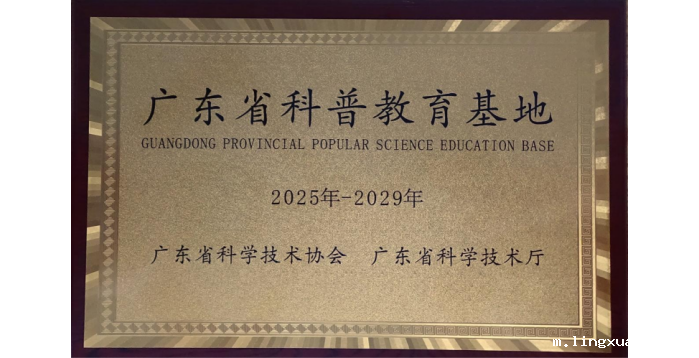 广东省科普教育基地
GUANGDONG PROVINCIAL POPULAR SCIENCE EDUCATION BASE
2025年-2029年
广东省科学技术协会 广东省科学技术厅
m.lingxua